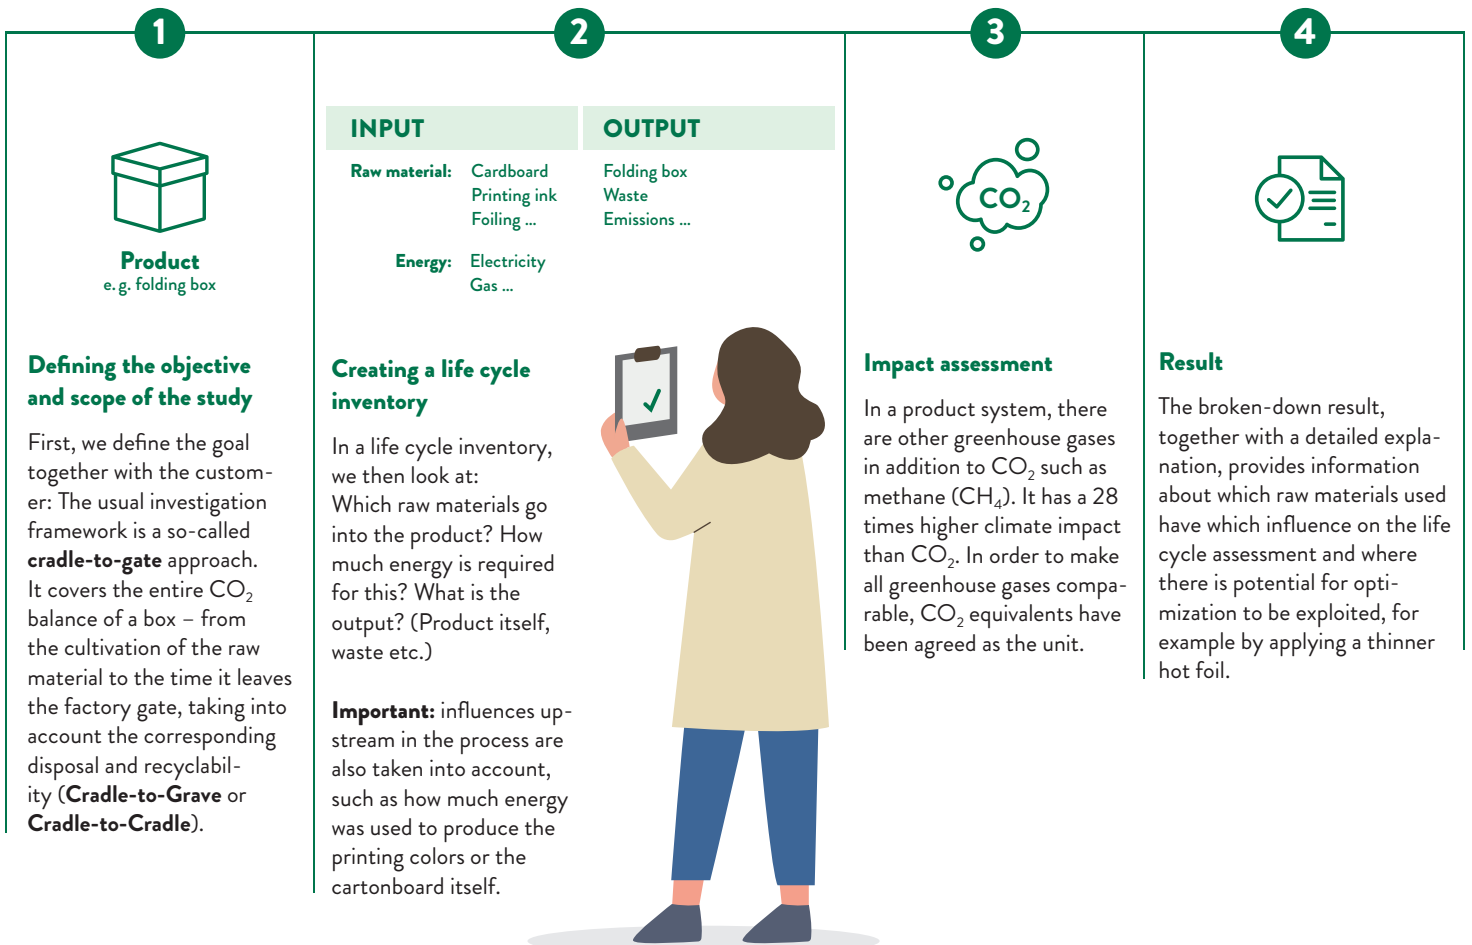 1
Product
e. g. folding box
Defining the objective
and scope of the study
First, we define the goal
together with the custom-
er: The usual investigation
framework is a so-called
cradle-to-gate approach.
It covers the entire CO₂
balance of a box – from
the cultivation of the raw
material to the time it leaves
the factory gate, taking into
account the corresponding
disposal and recyclabil-
ity (Cradle-to-Grave or
Cradle-to-Cradle).
2
INPUT
Raw material: Cardboard
Printing ink
Foiling ...
Energy: Electricity
Gas ...
OUTPUT
Folding box
Waste
Emissions ...
Creating a life cycle
inventory
In a life cycle inventory,
we then look at:
Which raw materials go
into the product? How
much energy is required
for this? What is the
output? (Product itself,
waste etc.)
Important: influences up-
stream in the process are
also taken into account,
such as how much energy
was used to produce the
printing colors or the
cartonboard itself.
3
CO₂
Impact assessment
In a product system, there
are other greenhouse gases
in addition to CO₂ such as
methane (CH₄). It has a 28
times higher climate impact
than CO₂. In order to make
all greenhouse gases compa-
rable, CO₂ equivalents have
been agreed as the unit.
4
Result
The broken-down result,
together with a detailed expla-
nation, provides information
about which raw materials used
have which influence on the life
cycle assessment and where
there is potential for opti-
mization to be exploited, for
example by applying a thinner
hot foil.